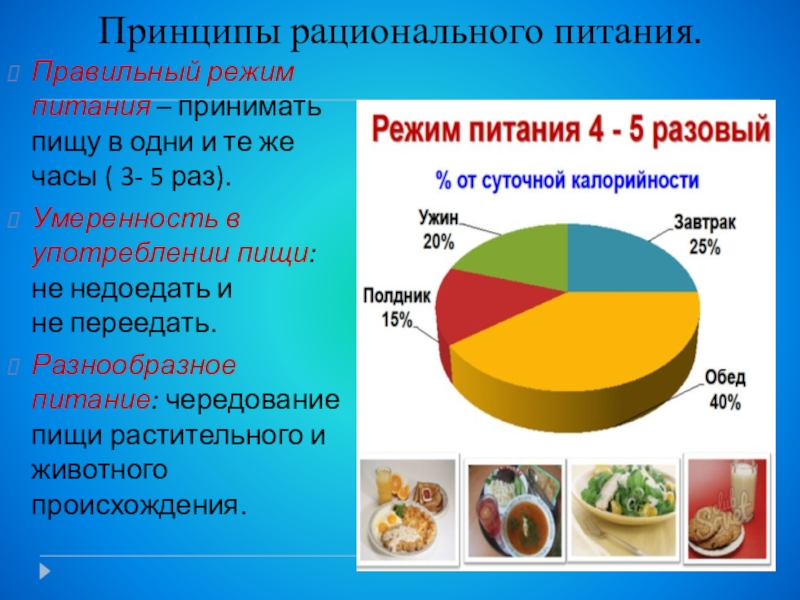 Принципы рационального питания.
Правильный режим
питания – принимать
пищу в одни и те же
часы ( 3- 5 раз).
Умеренность в
употреблении пищи:
не недоедать и
не переедать.
Разнообразное
питание: чередование
пищи растительного и
животного
происхождения.
Режим питания 4 - 5 разовый
% от суточной калорийности
Ужин
20%
Завтрак
25%
Полдник
15%
Обед
40%